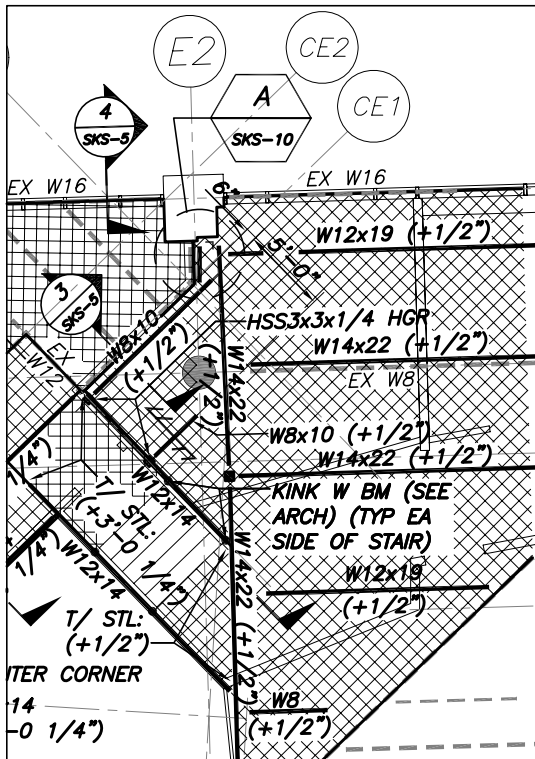 E2
CE2
CE1
A
SKS-10
4
SKS-5
EX W16
EX W16
6"
5'-0"
W12x19 (+1/2")
3
SKS-5
W8x10
(+1/2")
HSS3x3x1/4 HGR
W14x22 (+1/2")
EX W8
EX
W12
W14x22
W8x10 (+1/2")
W14x22 (+1/2")
KINK W BM (SEE
ARCH) (TYP EA
SIDE OF STAIR)
1/4")
T/ STL:
(+3'-0 1/4")
W12x14
W12x14
1/4")
W14x22 (+1/2")
W12x19
(+1/2")
T/ STL:
(+1/2")
ITER CORNER
14
-0 1/4")
W8
(+1/2")